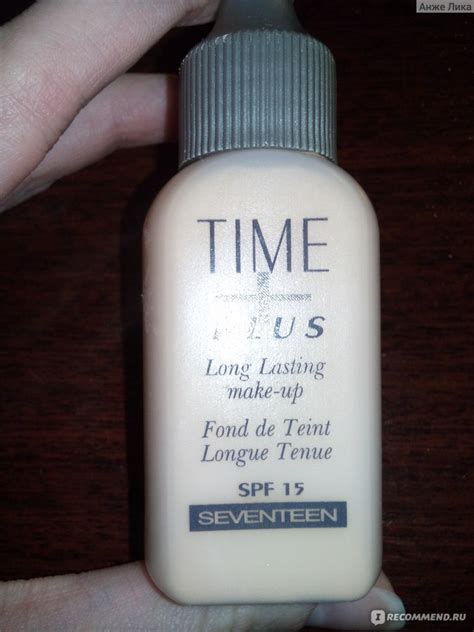 Анже Лика
TIME
PLUS
Long Lasting
make-up
Fond de Teint
Longue Tenue
SPF 15
SEVENTEEN
I RECOMMEND.RU